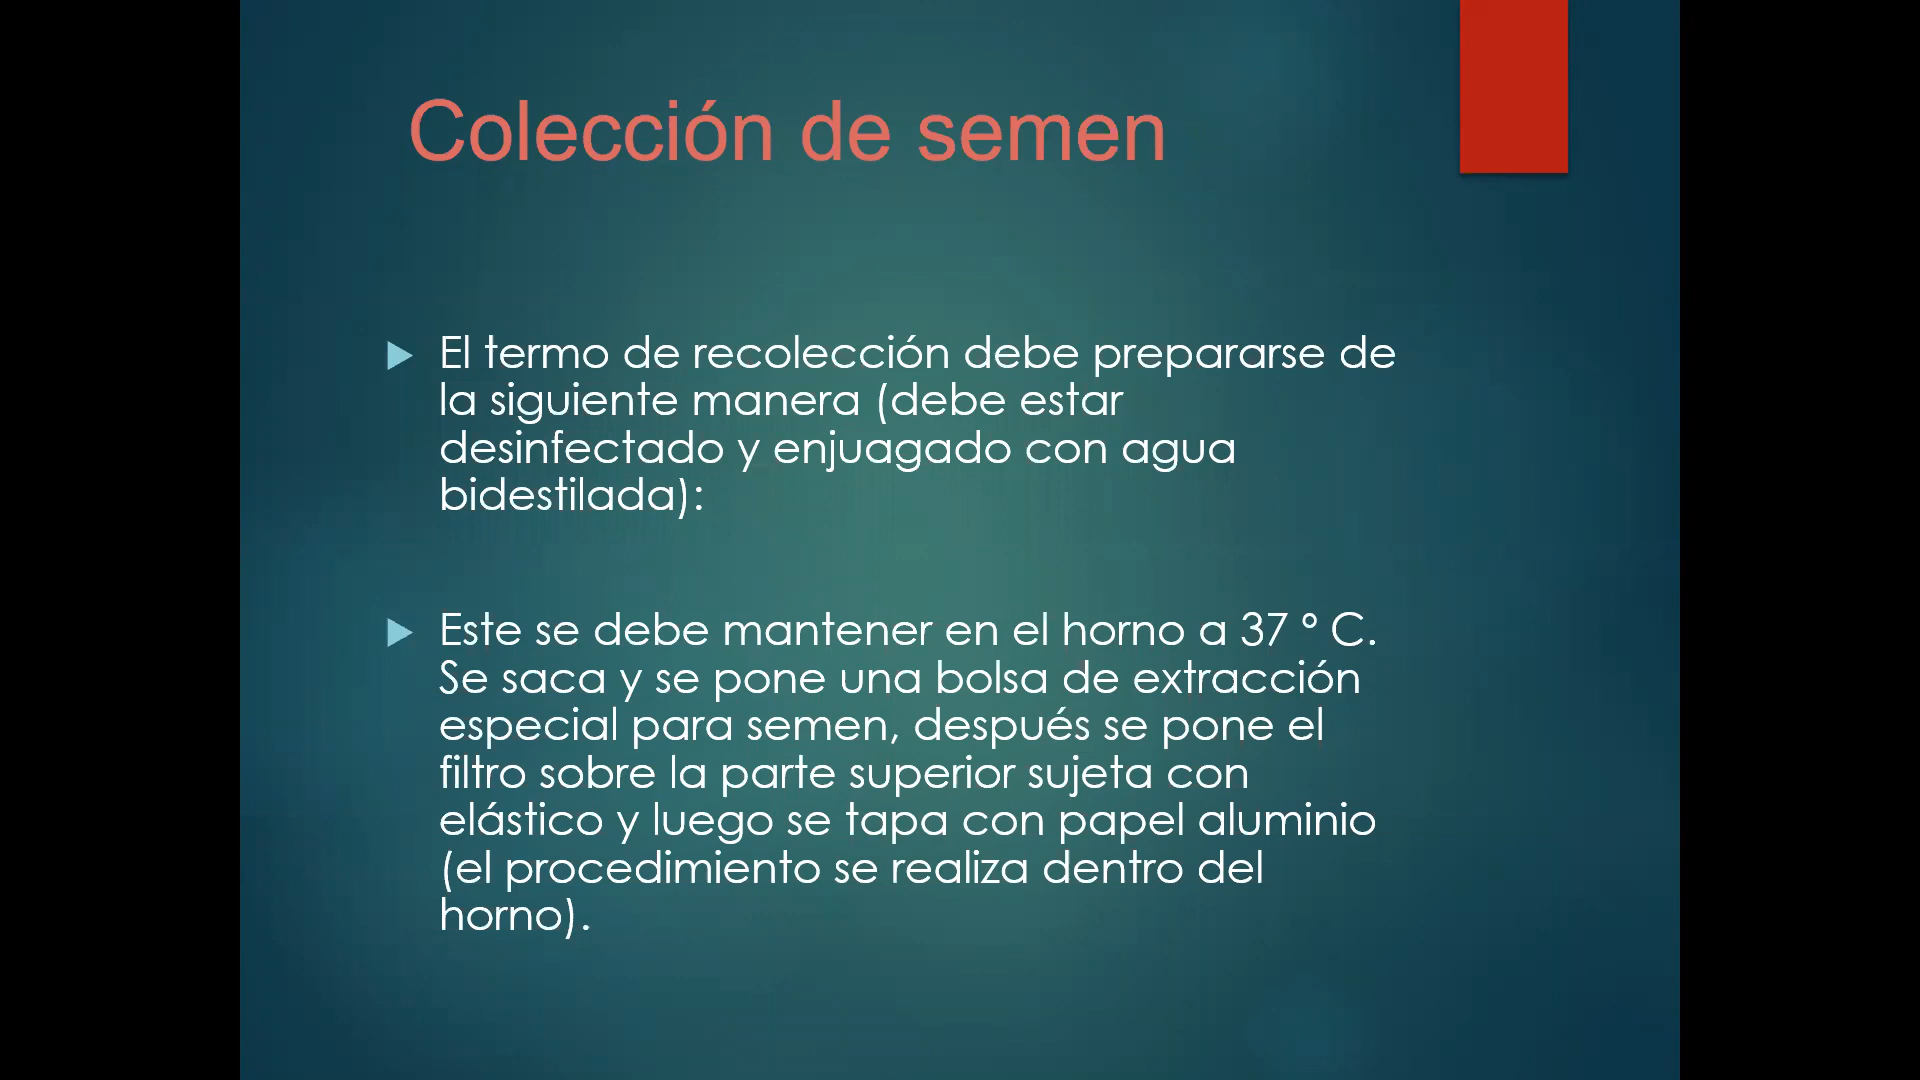 Colección de semen
El termo de recolección debe prepararse de
la siguiente manera (debe estar
desinfectado y enjuagado con agua
bidestilada):
Este se debe mantener en el horno a 37 º C.
Se saca y se pone una bolsa de extracción
especial para semen, después se pone el
filtro sobre la parte superior sujeta con
elástico y luego se tapa con papel aluminio
(el procedimiento se realiza dentro del
horno).